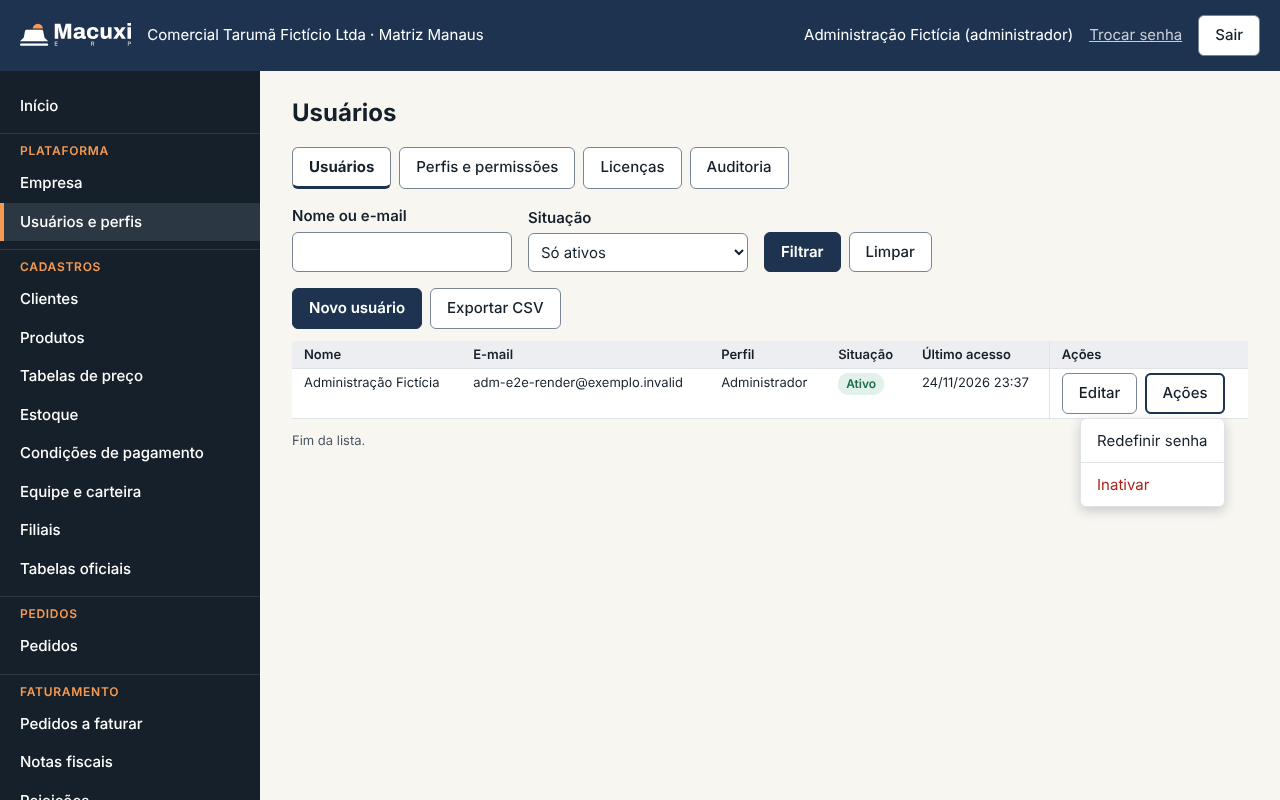 Macuxi
E R P
Comercial Tarumã Fictício Ltda · Matriz Manaus
Administração Fictícia (administrador)
Trocar senha
Sair
Início
PLATAFORMA
Empresa
Usuários e perfis
CADASTROS
Clientes
Produtos
Tabelas de preço
Estoque
Condições de pagamento
Equipe e carteira
Filiais
Tabelas oficiais
PEDIDOS
Pedidos
FATURAMENTO
Pedidos a faturar
Notas fiscais
Rejeições
Usuários
Usuários
Perfis e permissões
Licenças
Auditoria
Nome ou e-mail
Situação
Só ativos
Filtrar
Limpar
Novo usuário
Exportar CSV
Nome E-mail Perfil Situação Último acesso Ações
Administração Fictícia adm-e2e-render@exemplo.invalid Administrador Ativo 24/11/2026 23:37 Editar Ações
Redefinir senha
Inativar
Fim da lista.